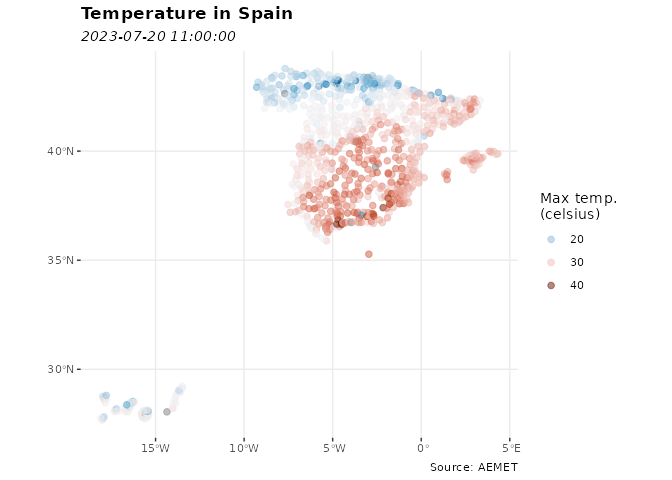 Temperature in Spain
2023-07-20 11:00:00
40°N
35°N
30°N
15°W
10°W
5°W
0°
5°E
Max temp.
(celsius)
20
30
40
Source: AEMET